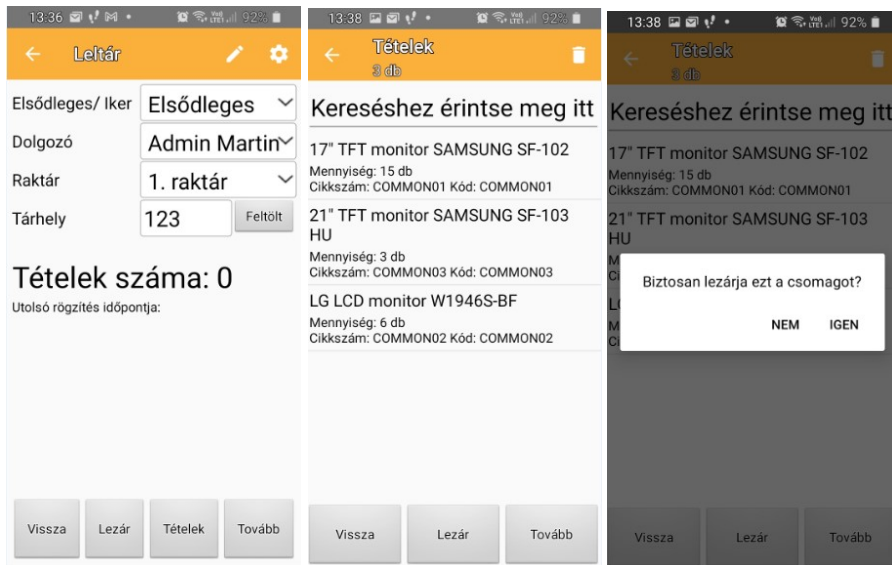 13:36 92%
Leltár
Elsődleges/ Iker Elsődleges
Dolgozó Admin Martin
Raktár 1. raktár
Tárhely 123 Feltölt
Tételek száma: 0
Utolsó rögzítés időpontja:
Vissza Lezár Tételek Tovább
13:38 92%
Tételek
3 db
Kereséshez érintse meg itt
17" TFT monitor SAMSUNG SF-102
Mennyiség: 15 db
Cikkszám: COMMON01 Kód: COMMON01
21" TFT monitor SAMSUNG SF-103
HU
Mennyiség: 3 db
Cikkszám: COMMON03 Kód: COMMON03
LG LCD monitor W1946S-BF
Mennyiség: 6 db
Cikkszám: COMMON02 Kód: COMMON02
Vissza Lezár Tovább
13:38 92%
Tételek
3 db
Kereséshez érintse meg itt
17" TFT monitor SAMSUNG SF-102
Mennyiség: 15 db
Cikkszám: COMMON01 Kód: COMMON01
21" TFT monitor SAMSUNG SF-103
HU
Biztosan lezárja ezt a csomagot?
NEM IGEN
Vissza Lezár Tovább